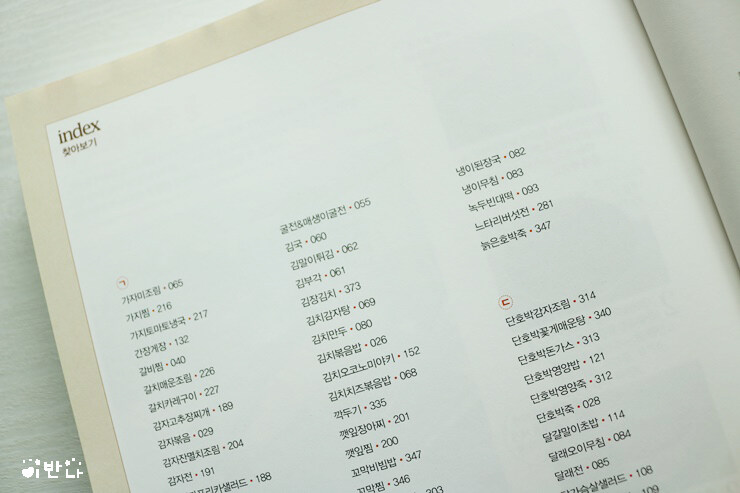 index
찾아보기
ㄱ
가자미조림 • 065
가지찜 • 216
가지토마토냉국 • 217
간장게장 • 132
갈비찜 • 040
갈치매운조림 • 226
갈치카레구이 • 227
감자고추장찌개 • 189
감자볶음 • 029
감자잔멸치조림 • 204
감자전 • 191
프리카샐러드 • 188
굴전&매생이굴전 • 055
김국 • 060
김말이튀김 • 062
김부각 • 061
김장김치 • 373
김치감자탕 • 069
김치만두 • 080
김치볶음밥 • 026
김치오코노미야키 • 152
김치치즈볶음밥 • 068
깍두기 • 335
깻잎장아찌 • 201
깻잎찜 • 200
꼬막비빔밥 • 347
꼬막찜 • 346
303
냉이된장국 • 082
냉이무침 • 083
녹두빈대떡 • 093
느타리버섯전 • 281
늙은호박죽 • 347
ㄷ
단호박감자조림 • 314
단호박꽃게매운탕 • 340
단호박돈가스 • 313
단호박영양밥 • 121
단호박영양죽 • 312
단호박죽 • 028
달걀말이초밥 • 114
달래오이무침 • 084
달래전 • 085
닭가슴살샐러드 • 108
109